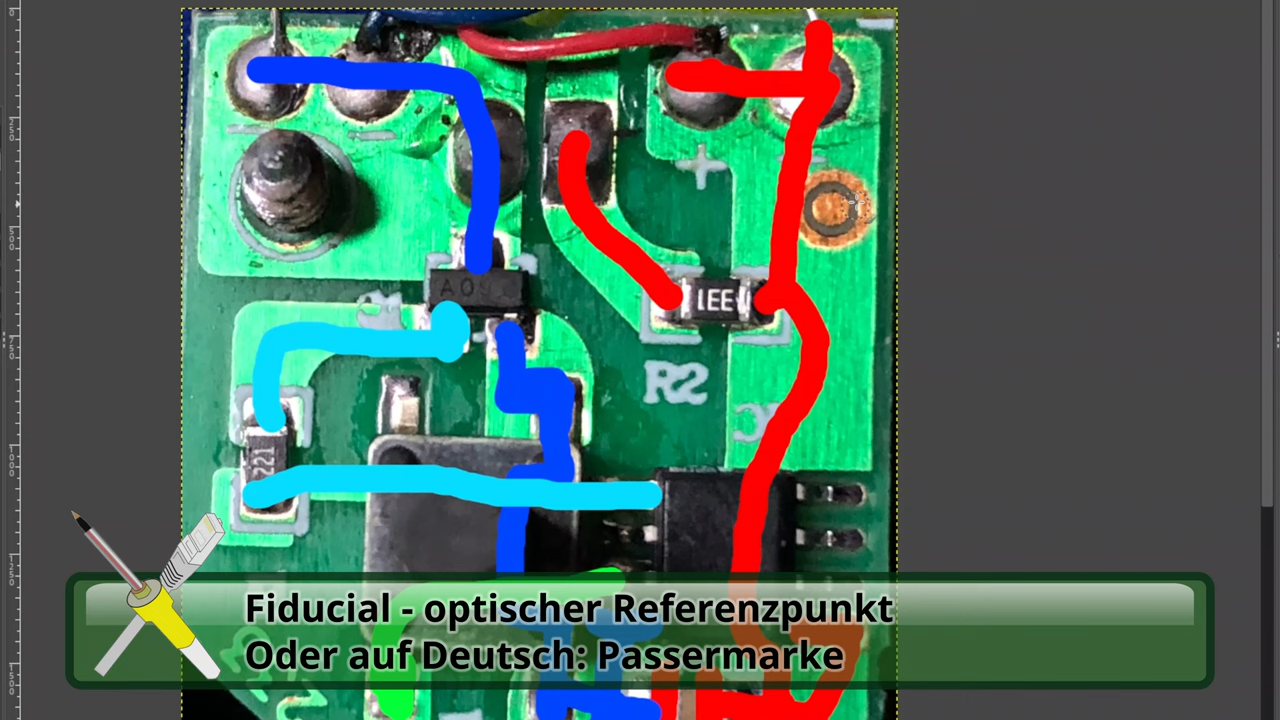 +
A09
1EE
R2
221
Fiducial - optischer Referenzpunkt
Oder auf Deutsch: Passermarke